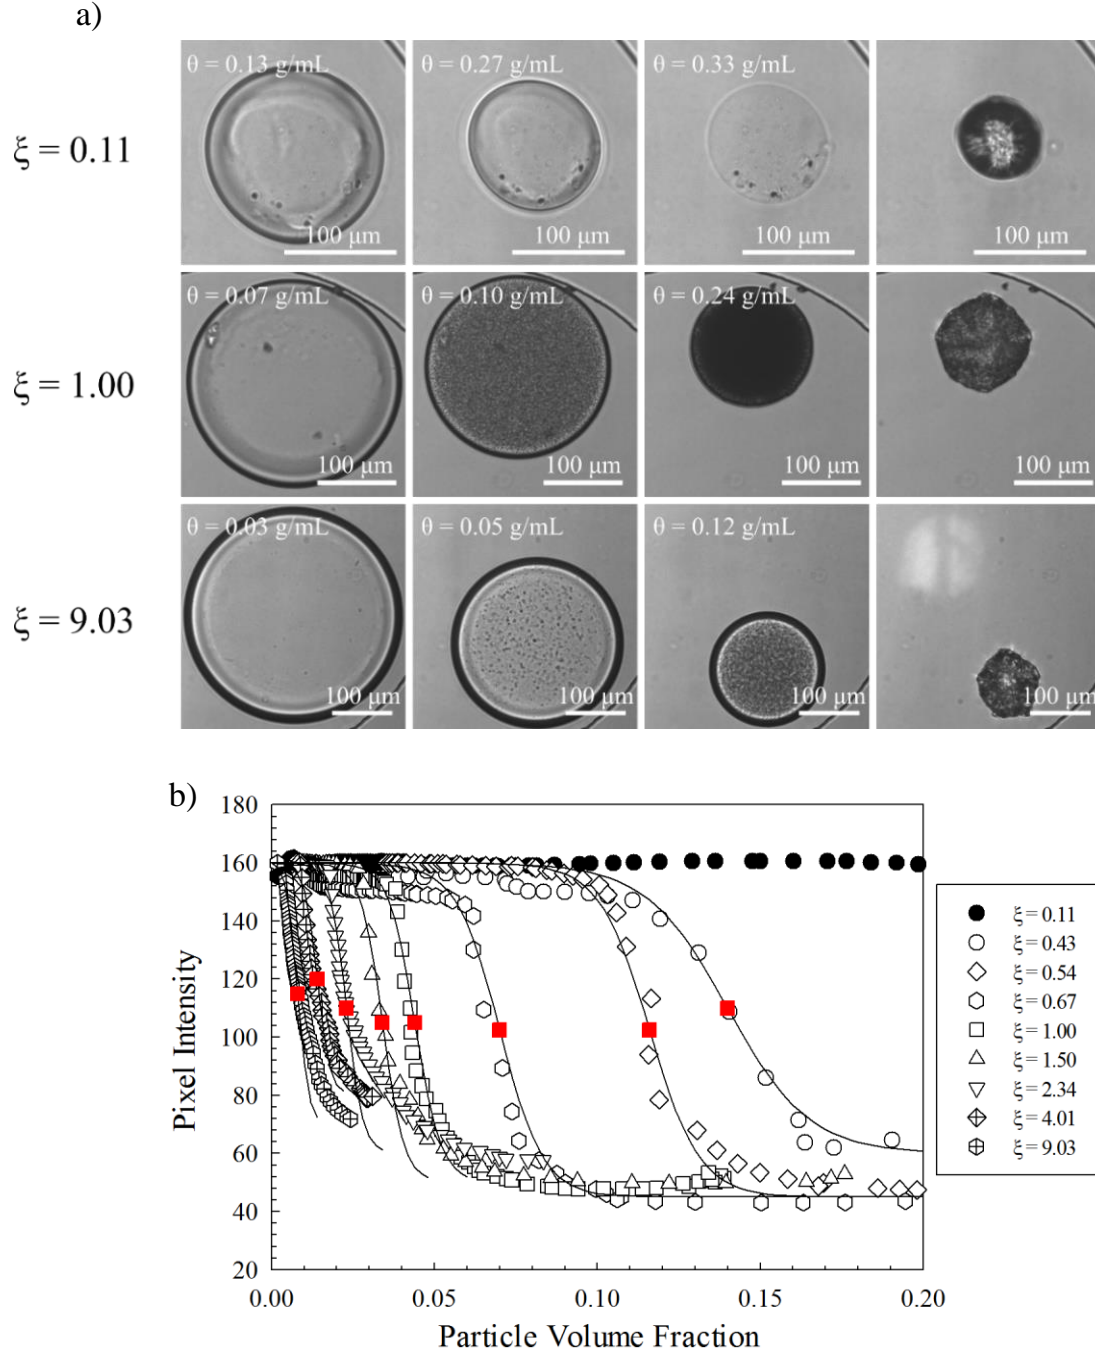 a)
θ = 0.13 g/mL
θ = 0.27 g/mL
θ = 0.33 g/mL
ξ = 0.11
100 μm
100 μm
100 μm
100 μm
θ = 0.07 g/mL
θ = 0.10 g/mL
θ = 0.24 g/mL
ξ = 1.00
100 μm
100 μm
100 μm
100 μm
θ = 0.03 g/mL
θ = 0.05 g/mL
θ = 0.12 g/mL
ξ = 9.03
100 μm
100 μm
100 μm
100 μm
b)
180
160
140
120
100
80
60
40
20
Pixel Intensity
0.00
0.05
0.10
0.15
0.20
Particle Volume Fraction
ξ = 0.11
ξ = 0.43
ξ = 0.54
ξ = 0.67
ξ = 1.00
ξ = 1.50
ξ = 2.34
ξ = 4.01
ξ = 9.03